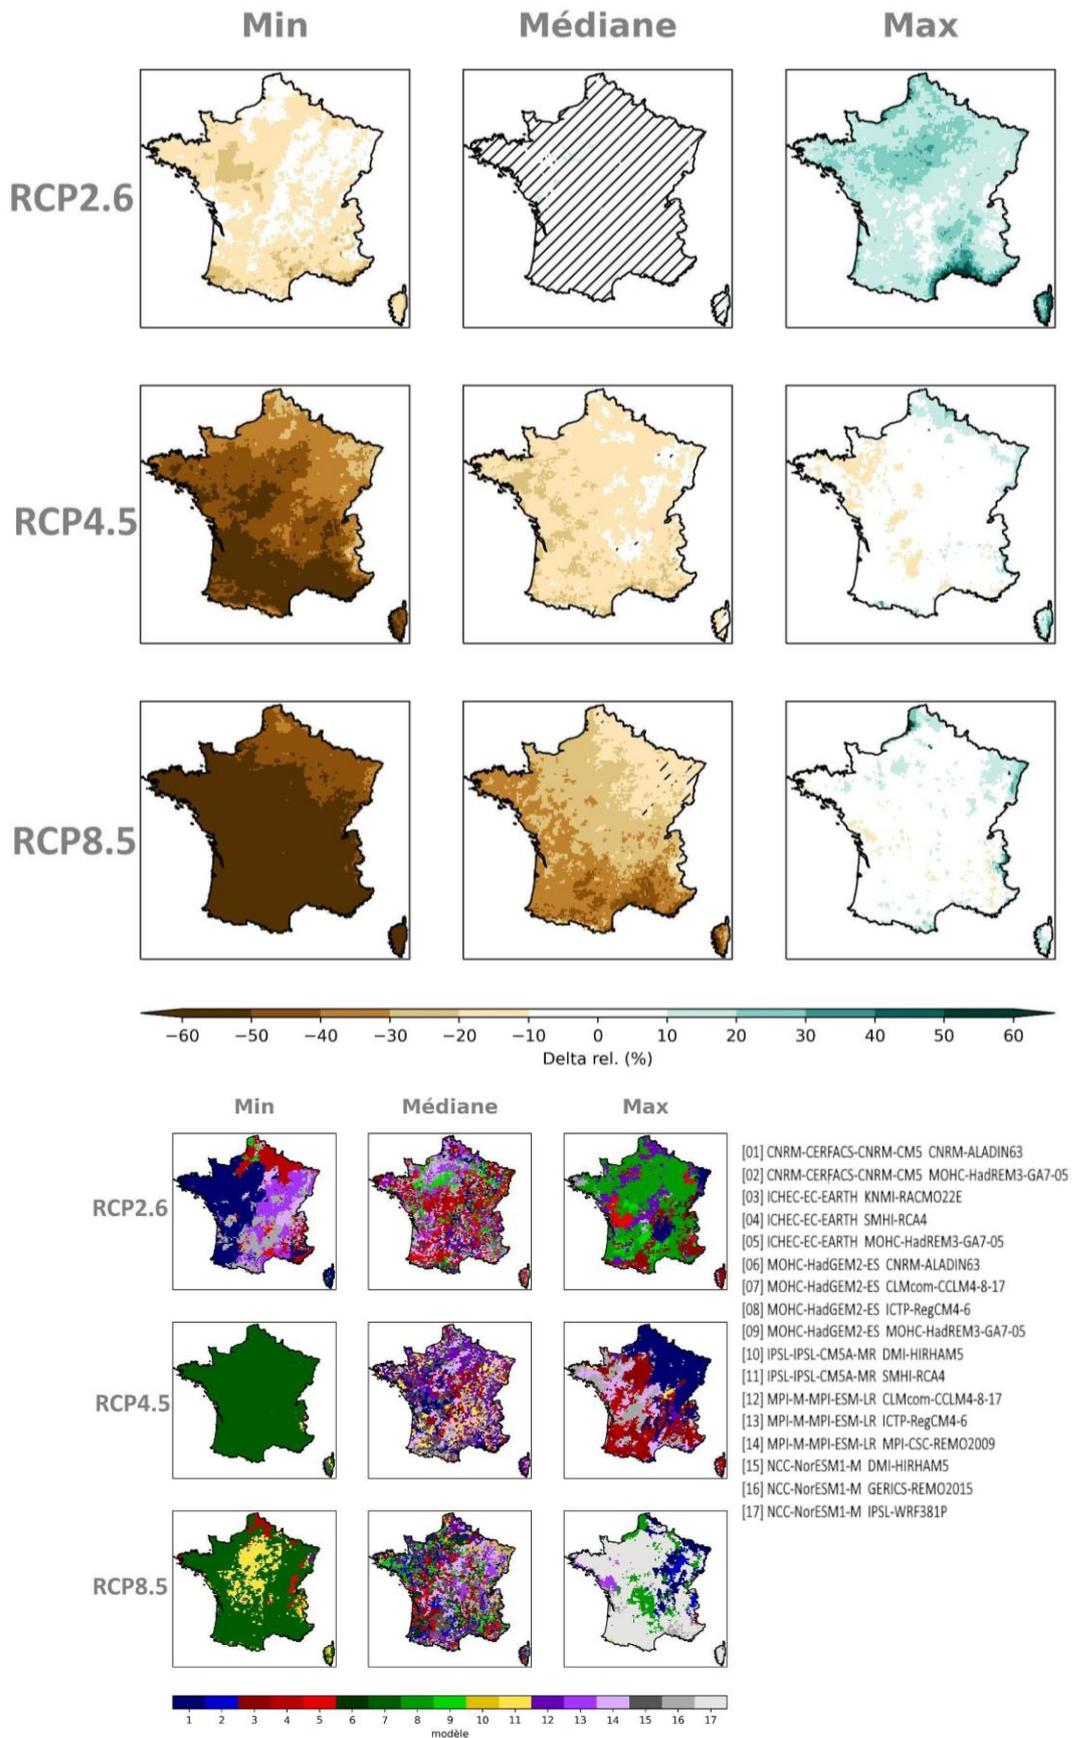 Min Médiane Max
RCP2.6
RCP4.5
RCP8.5
−60 −50 −40 −30 −20 −10 0 10 20 30 40 50 60
Delta rel. (%)
Min Médiane Max
RCP2.6
RCP4.5
RCP8.5
[01] CNRM-CERFACS-CNRM-CM5 CNRM-ALADIN63
[02] CNRM-CERFACS-CNRM-CM5 MOHC-HadREM3-GA7-05
[03] ICHEC-EC-EARTH KNMI-RACMO22E
[04] ICHEC-EC-EARTH SMHI-RCA4
[05] ICHEC-EC-EARTH MOHC-HadREM3-GA7-05
[06] MOHC-HadGEM2-ES CNRM-ALADIN63
[07] MOHC-HadGEM2-ES CLMcom-CCLM4-8-17
[08] MOHC-HadGEM2-ES ICTP-RegCM4-6
[09] MOHC-HadGEM2-ES MOHC-HadREM3-GA7-05
[10] IPSL-IPSL-CM5A-MR DMI-HIRHAM5
[11] IPSL-IPSL-CM5A-MR SMHI-RCA4
[12] MPI-M-MPI-ESM-LR CLMcom-CCLM4-8-17
[13] MPI-M-MPI-ESM-LR ICTP-RegCM4-6
[14] MPI-M-MPI-ESM-LR MPI-CSC-REMO2009
[15] NCC-NorESM1-M DMI-HIRHAM5
[16] NCC-NorESM1-M GERICS-REMO2015
[17] NCC-NorESM1-M IPSL-WRF381P
1 2 3 4 5 6 7 8 9 10 11 12 13 14 15 16 17
modèle